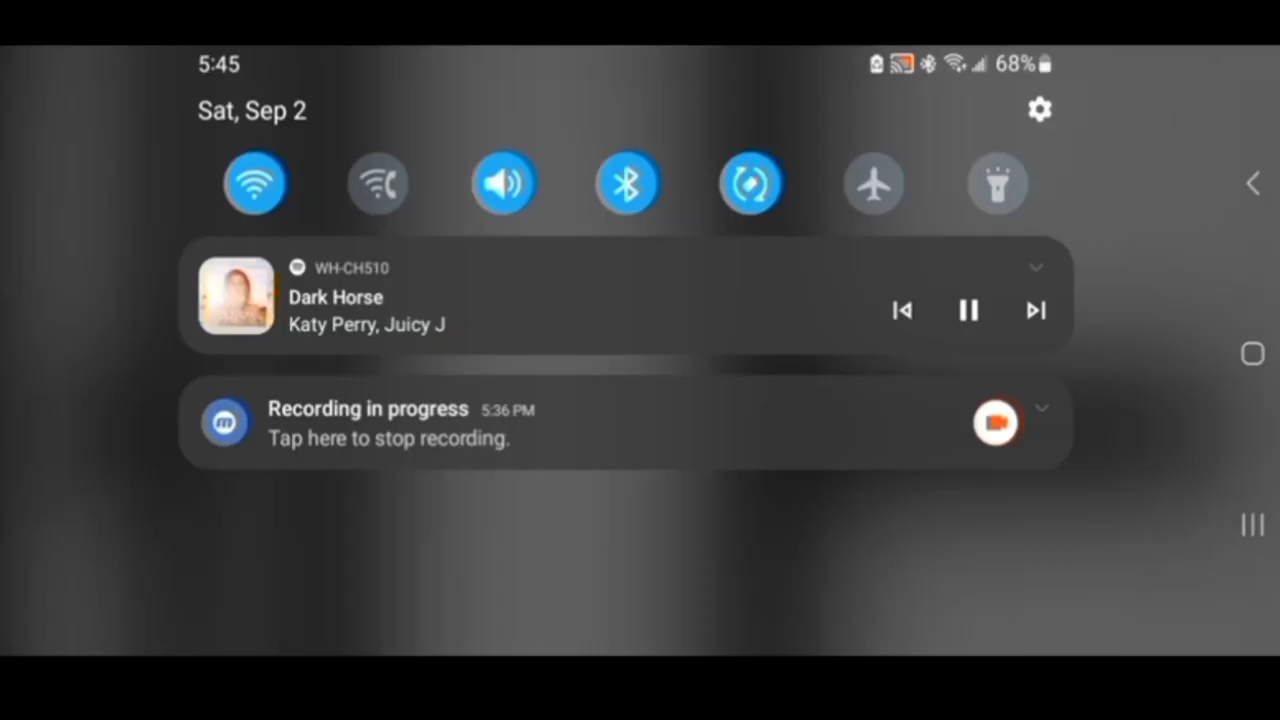 5:45
68%
Sat, Sep 2
WH-CH510
Dark Horse
Katy Perry, Juicy J
Recording in progress 5:36 PM
Tap here to stop recording.
m